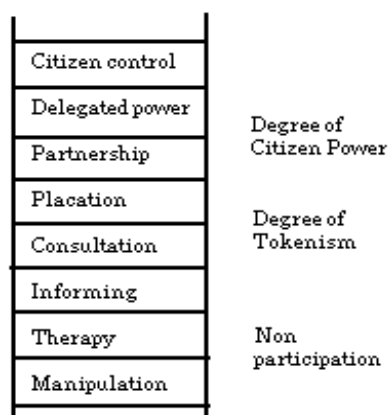 Citizen control
Delegated power
Partnership
Placation
Consultation
Informing
Therapy
Manipulation
Degree of
Citizen Power
Degree of
Tokenism
Non
participation